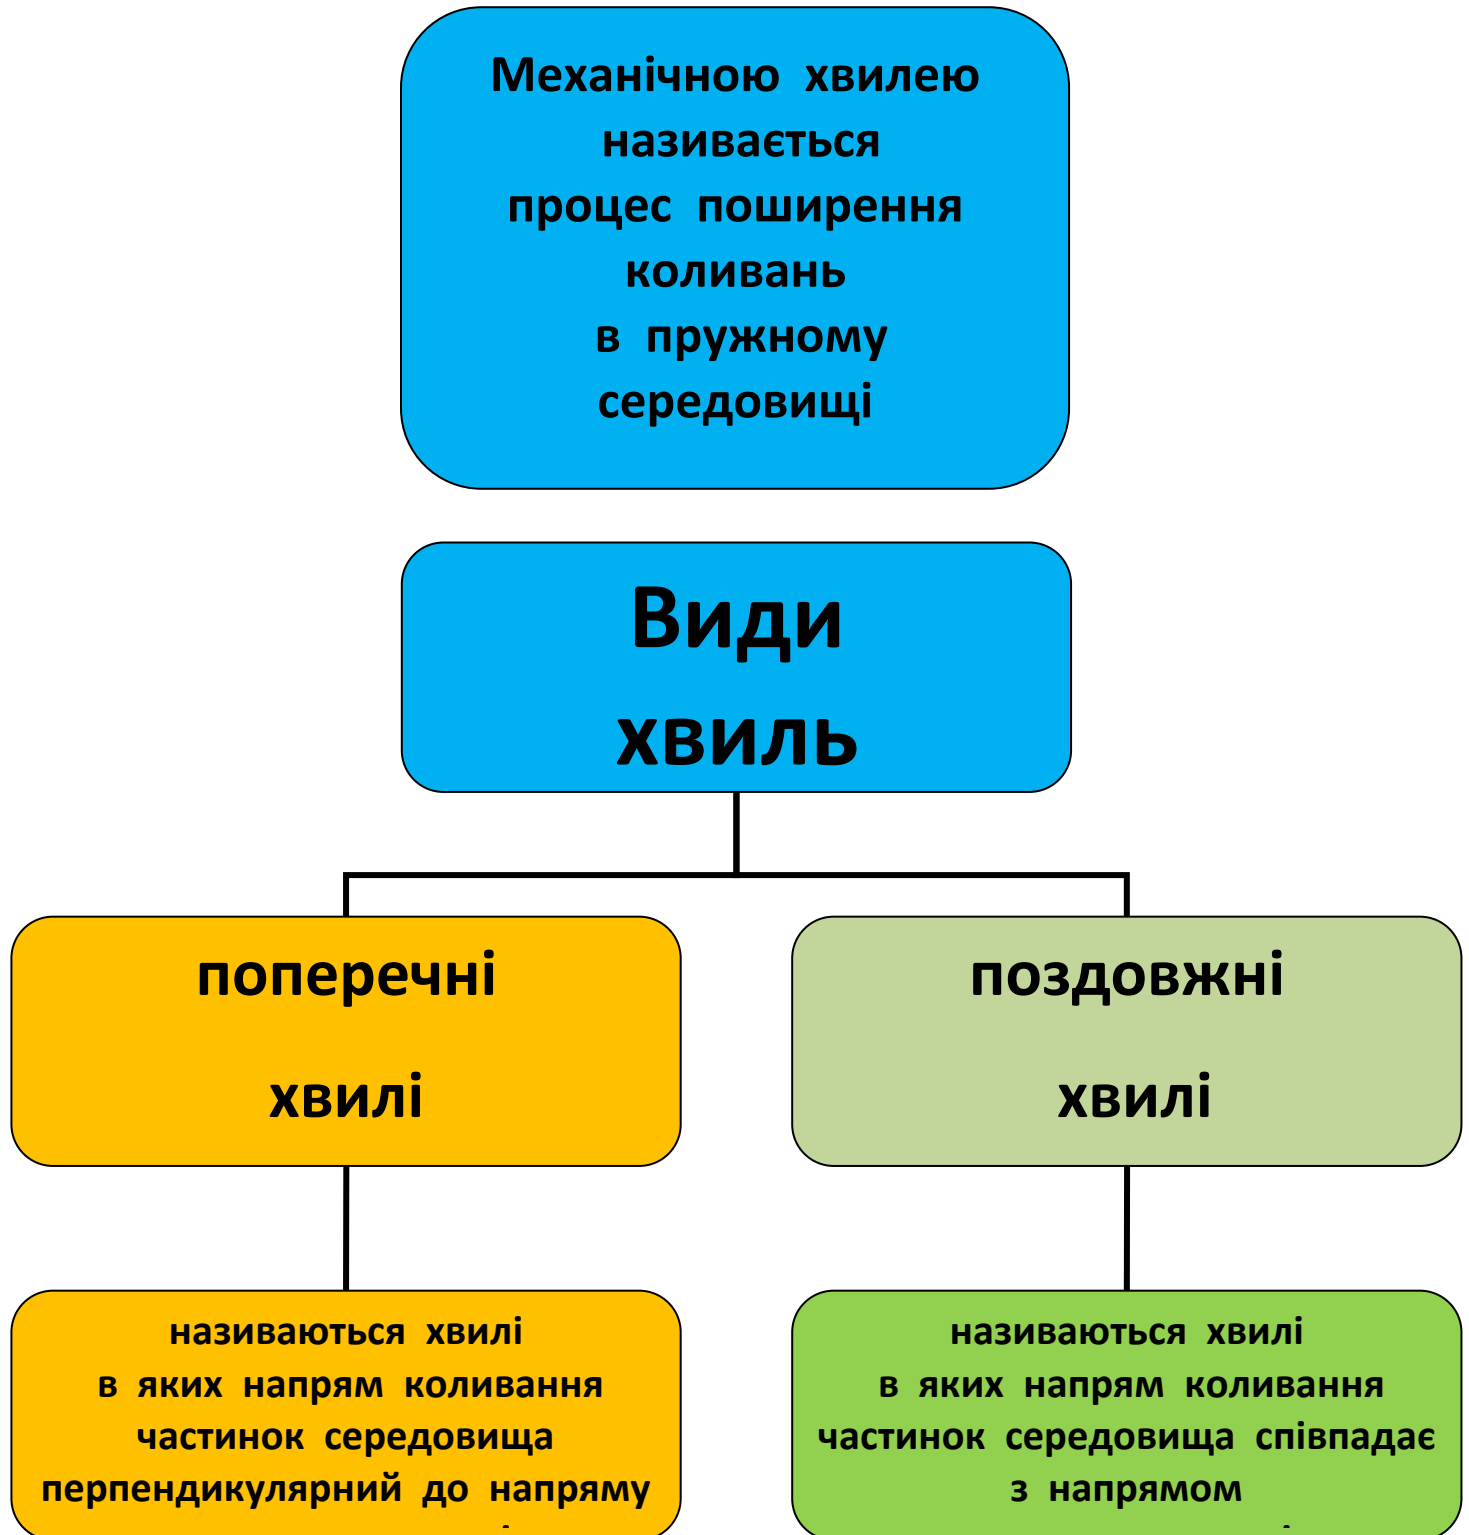 Механічною хвилею
називається
процес поширення
коливань
в пружному
середовищі
Види
хвиль
поперечні
хвилі
поздовжні
хвилі
називаються хвилі
в яких напрям коливання
частинок середовища
перпендикулярний до напряму
називаються хвилі
в яких напрям коливання
частинок середовища співпадає
з напрямом